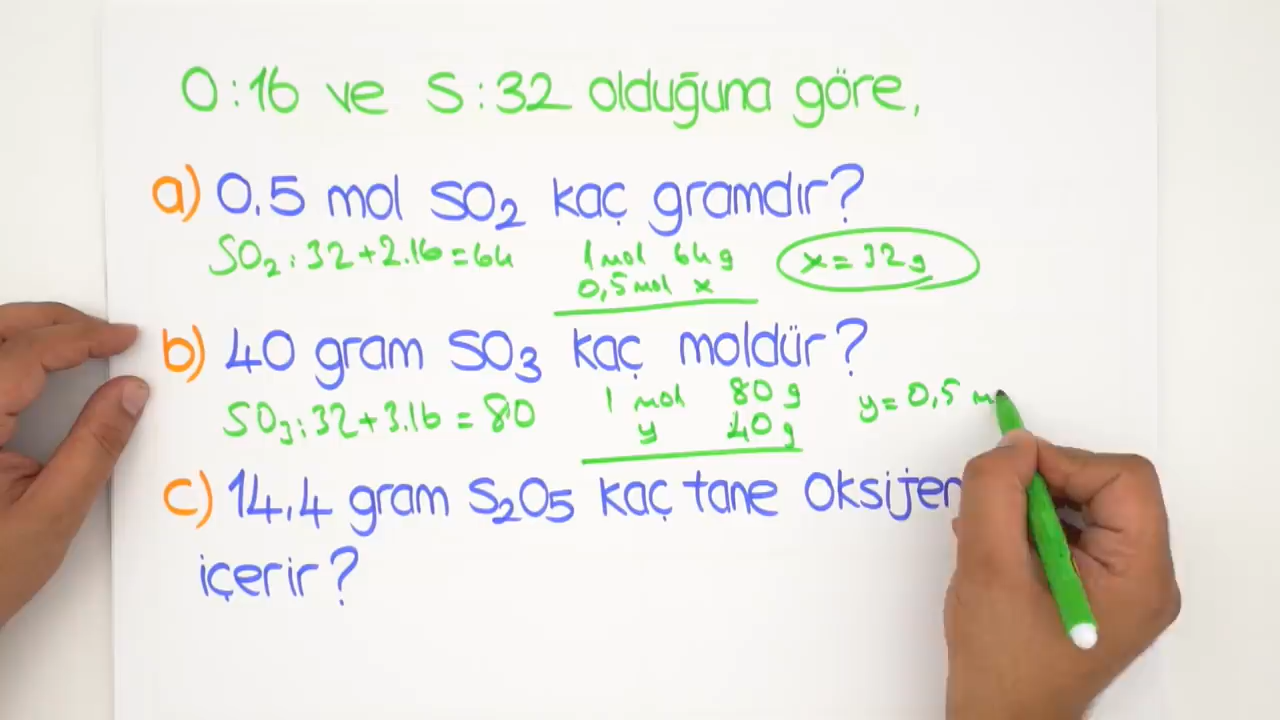 O:16 ve S:32 olduğuna göre,
a) 0.5 mol SO₂ kaç gramdır?
SO₂: 32+2.16=64 1 mol 64 g x=32g
0,5 mol x
b) 40 gram SO₃ kaç moldür?
SO₃: 32+3.16=80 1 mol 80 g y=0,5 m
y 40 g
c) 14.4 gram S₂O₅ kaç tane Oksijen
içerir?